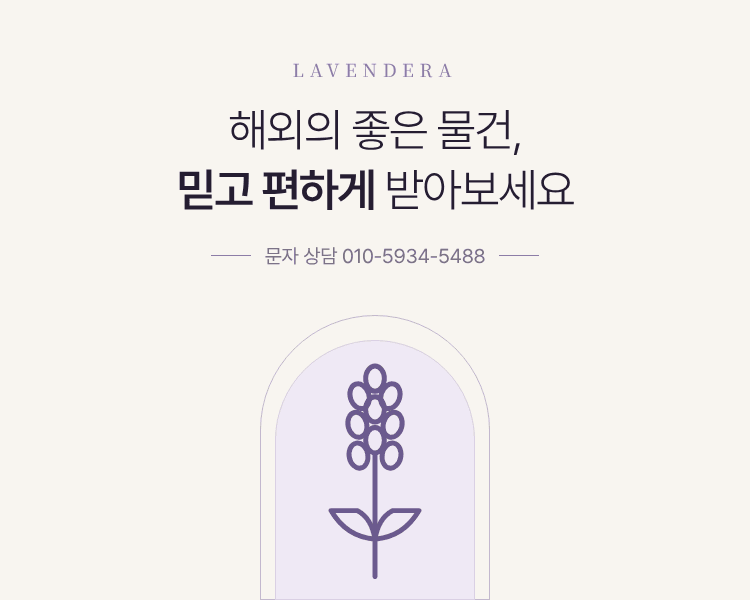 LAVENDERA
해외의 좋은 물건,
믿고 편하게 받아보세요
문자 상담 010-5934-5488